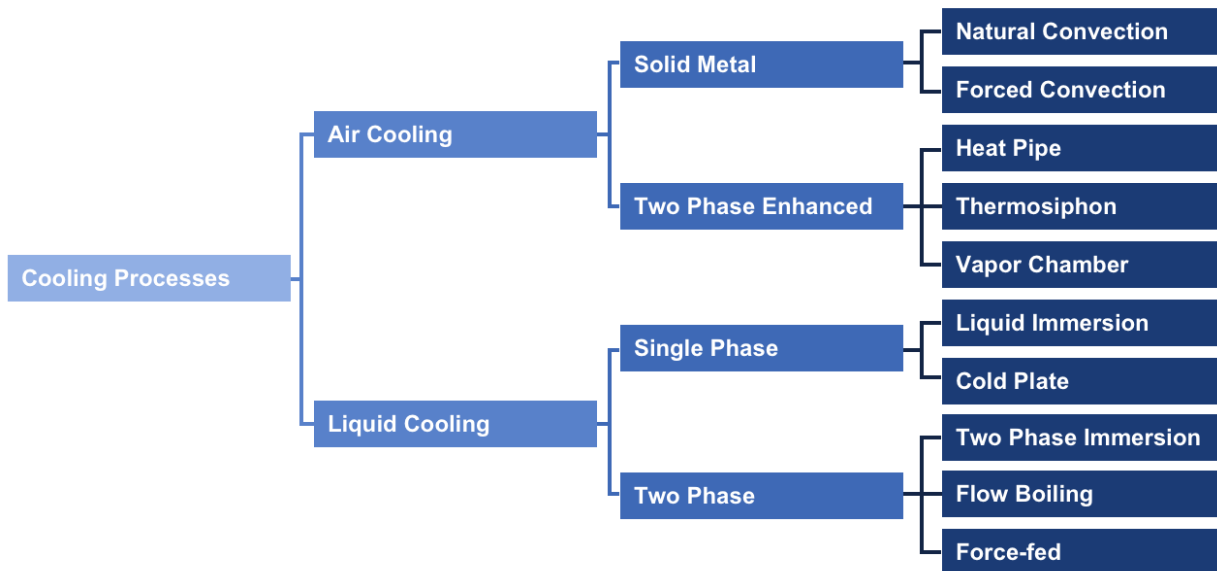 Cooling Processes
Air Cooling
Solid Metal
Natural Convection
Forced Convection
Two Phase Enhanced
Heat Pipe
Thermosiphon
Vapor Chamber
Liquid Cooling
Single Phase
Liquid Immersion
Cold Plate
Two Phase
Two Phase Immersion
Flow Boiling
Force-fed